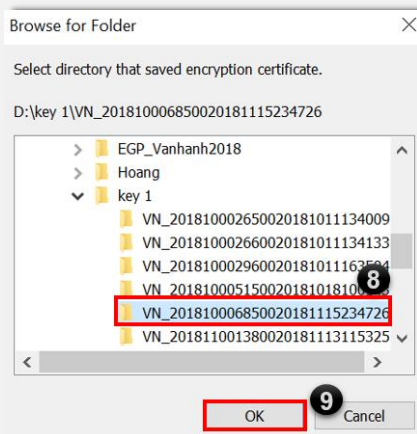 Browse for Folder
Select directory that saved encryption certificate.
D:\key 1\VN_201810006850020181115234726
EGP_Vanhanh2018
Hoang
key 1
VN_201810002650020181011134009
VN_201810002660020181011134133
8
VN_201810006850020181115234726
VN_201811001380020181113115325
9
OK
Cancel